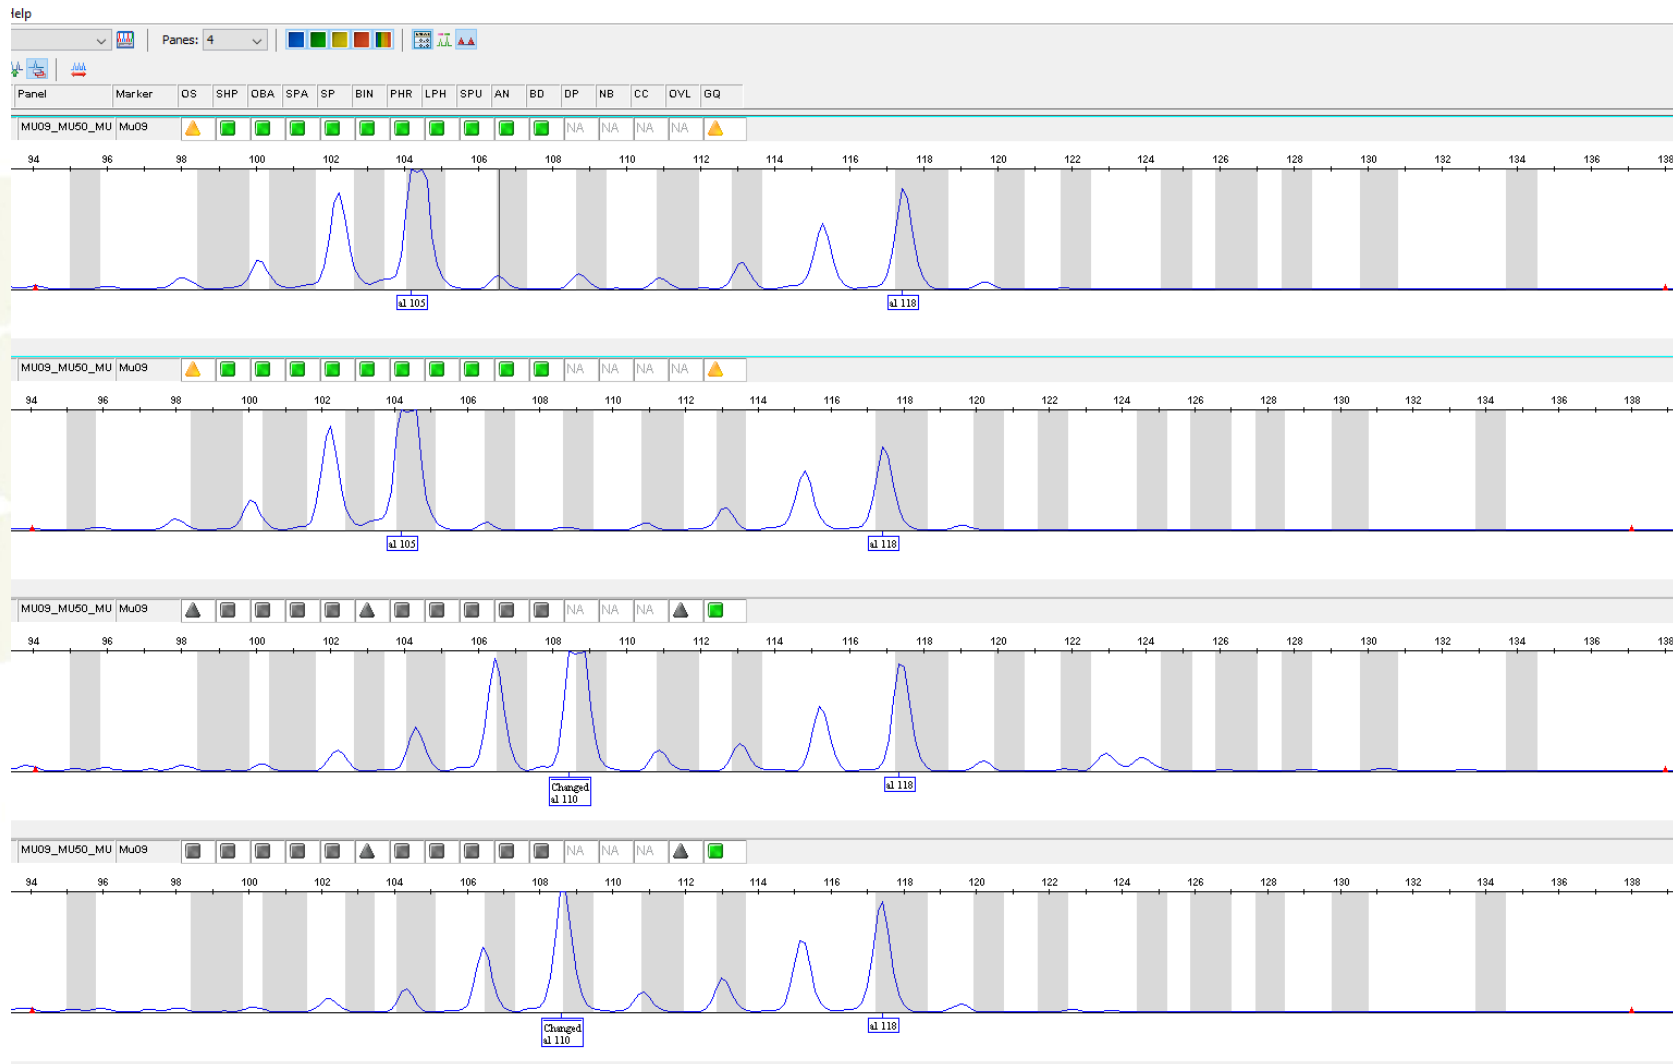 Help
Panes: 4
Panel Marker OS SHP OBA SPA SP BIN PHR LPH SPU AN BD DP NB CC OVL GQ
MU09_MU50_MU Mu09 NA NA NA NA
94 96 98 100 102 104 106 108 110 112 114 116 118 120 122 124 126 128 130 132 134 136 138
al 105 al 118
MU09_MU50_MU Mu09 NA NA NA NA
94 96 98 100 102 104 106 108 110 112 114 116 118 120 122 124 126 128 130 132 134 136 138
al 105 al 118
MU09_MU50_MU Mu09 NA NA NA
94 96 98 100 102 104 106 108 110 112 114 116 118 120 122 124 126 128 130 132 134 136 138
Changed al 118
al 110
MU09_MU50_MU Mu09 NA NA NA
94 96 98 100 102 104 106 108 110 112 114 116 118 120 122 124 126 128 130 132 134 136 138
Changed al 118
al 110